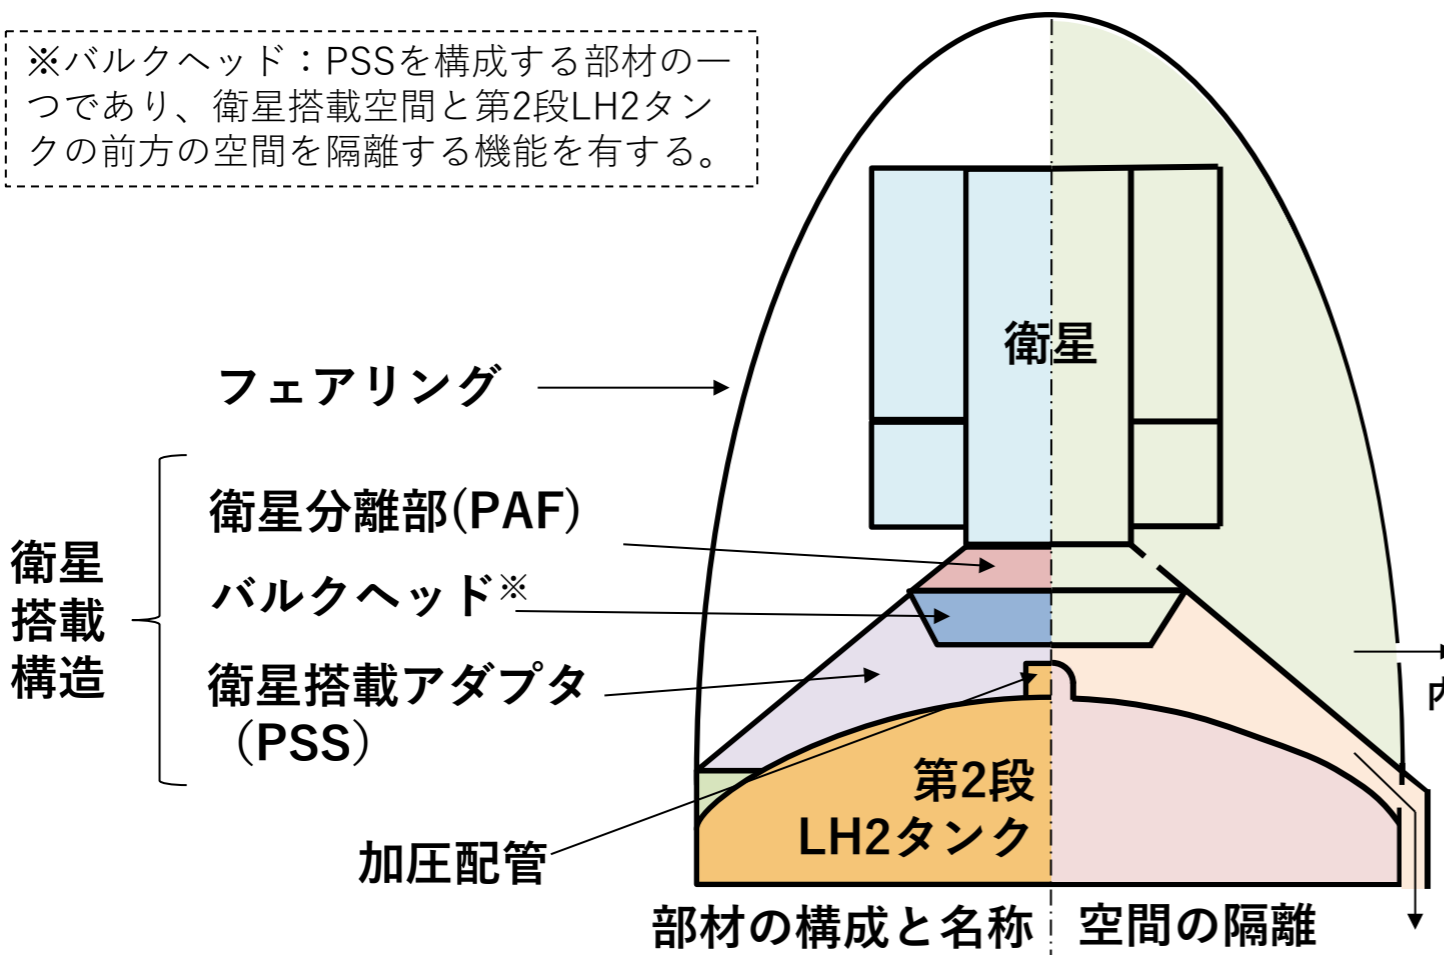 ※バルクヘッド：PSSを構成する部材の一
つであり、衛星搭載空間と第2段LH2タン
クの前方の空間を隔離する機能を有する。
衛星
フェアリング
衛星分離部(PAF)
バルクヘッド※
衛星搭載アダプタ
（PSS）
衛星
搭載
構造
加圧配管
第2段
LH2タンク
部材の構成と名称
空間の隔離